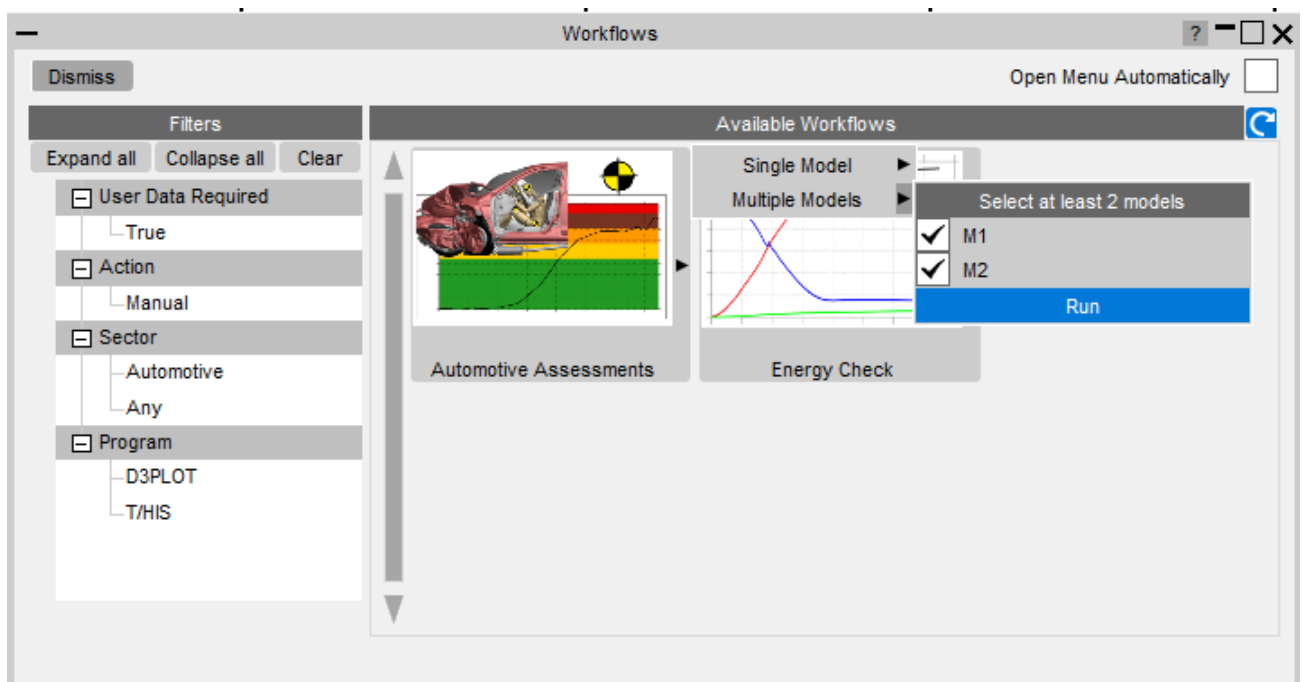 Workflows
?
Dismiss
Open Menu Automatically
Filters
Available Workflows
Expand all Collapse all Clear
User Data Required
True
Action
Manual
Sector
Automotive
Any
Program
D3PLOT
T/HIS
Automotive Assessments
Energy Check
Single Model
Multiple Models
Select at least 2 models
M1
M2
Run